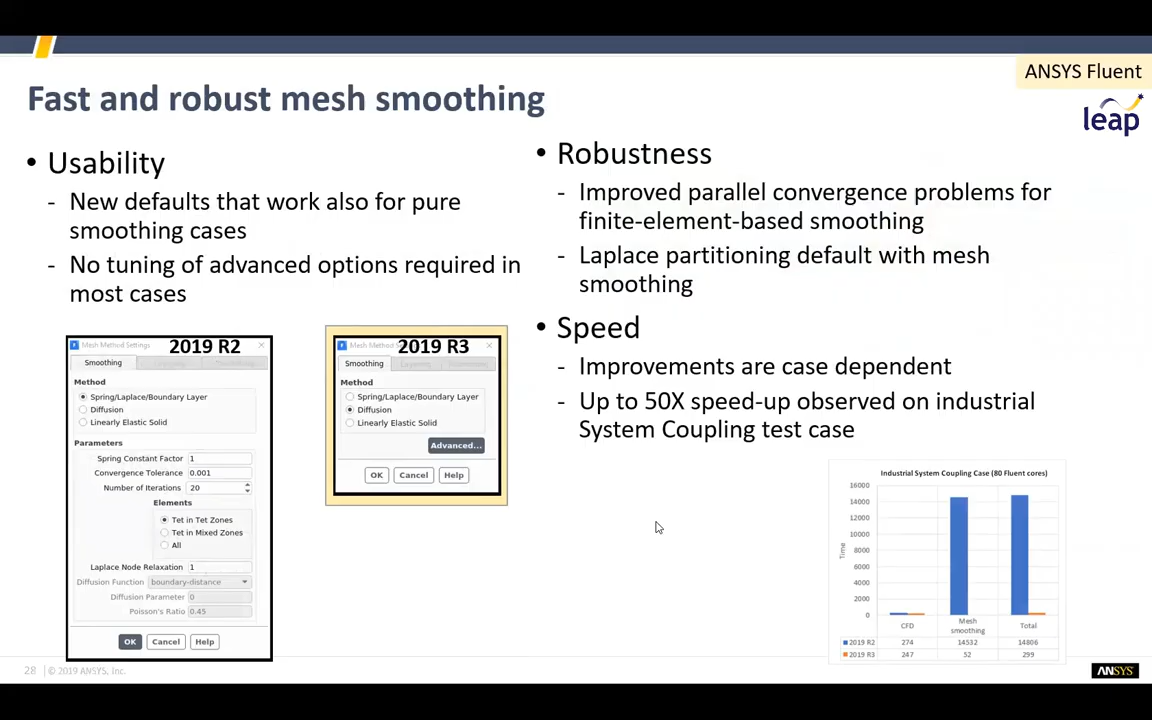 ANSYS Fluent
Fast and robust mesh smoothing
leap
• Usability
- New defaults that work also for pure
smoothing cases
- No tuning of advanced options required in
most cases
• Robustness
- Improved parallel convergence problems for
finite-element-based smoothing
- Laplace partitioning default with mesh
smoothing
• Speed
- Improvements are case dependent
- Up to 50X speed-up observed on industrial
System Coupling test case
2019 R2
Mesh Method Settings
Smoothing
Method
Spring/Laplace/Boundary Layer
Diffusion
Linearly Elastic Solid
Parameters
Spring Constant Factor 1
Convergence Tolerance 0.001
Number of Iterations 20
Elements
Tet in Tet Zones
Tet in Mixed Zones
All
Laplace Node Relaxation 1
Diffusion Function boundary-distance
Diffusion Parameter 0
Poisson's Ratio 0.45
OK Cancel Help
2019 R3
Mesh Method
Smoothing
Method
Spring/Laplace/Boundary Layer
Diffusion
Linearly Elastic Solid
Advanced...
OK Cancel Help
Industrial System Coupling Case (80 Fluent cores)
Time
16000
14000
12000
10000
8000
6000
4000
2000
0
CFD Mesh smoothing Total
2019 R2 274 14532 14806
2019 R3 247 52 299
28 | © 2019 ANSYS, Inc.
ANSYS